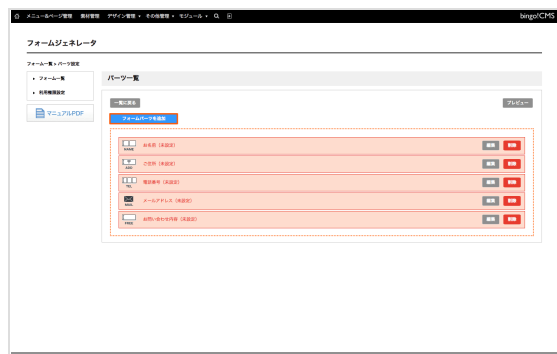 メニュー&ページ管理 素材管理 デザイン管理 その他管理 モジュール bingo!CMS
フォームジェネレータ
フォーム一覧 > パーツ設定
フォーム一覧
利用権限設定
マニュアルPDF
パーツ一覧
一覧に戻る プレビュー
フォームパーツを追加
NAME お名前 (未設定) 編集 削除
ADD ご住所 (未設定) 編集 削除
TEL 電話番号 (未設定) 編集 削除
MAIL メールアドレス (未設定) 編集 削除
FREE お問い合わせ内容 (未設定) 編集 削除